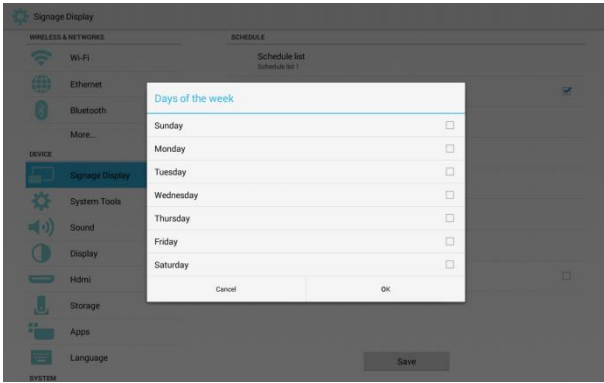 Signage Display
WIRELESS & NETWORKS
SCHEDULE
Wi-Fi
Schedule list
Schedule list 1
Ethernet
Bluetooth
More...
DEVICE
Signage Display
System Tools
Sound
Display
Hdmi
Storage
Apps
Language
SYSTEM
Days of the week
Sunday
Monday
Tuesday
Wednesday
Thursday
Friday
Saturday
Cancel
OK
Save